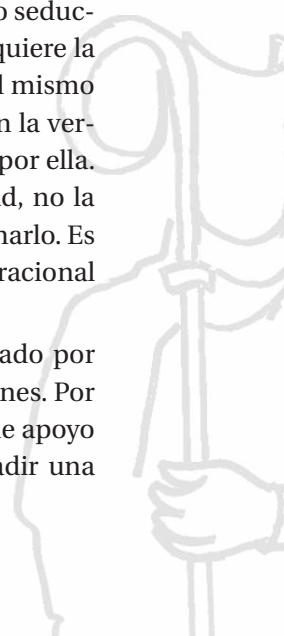 o seduc-
quiere la
l mismo
n la ver-
por ella.
d, no la
narlo. Es
racional
ado por
nes. Por
e apoyo
adir una